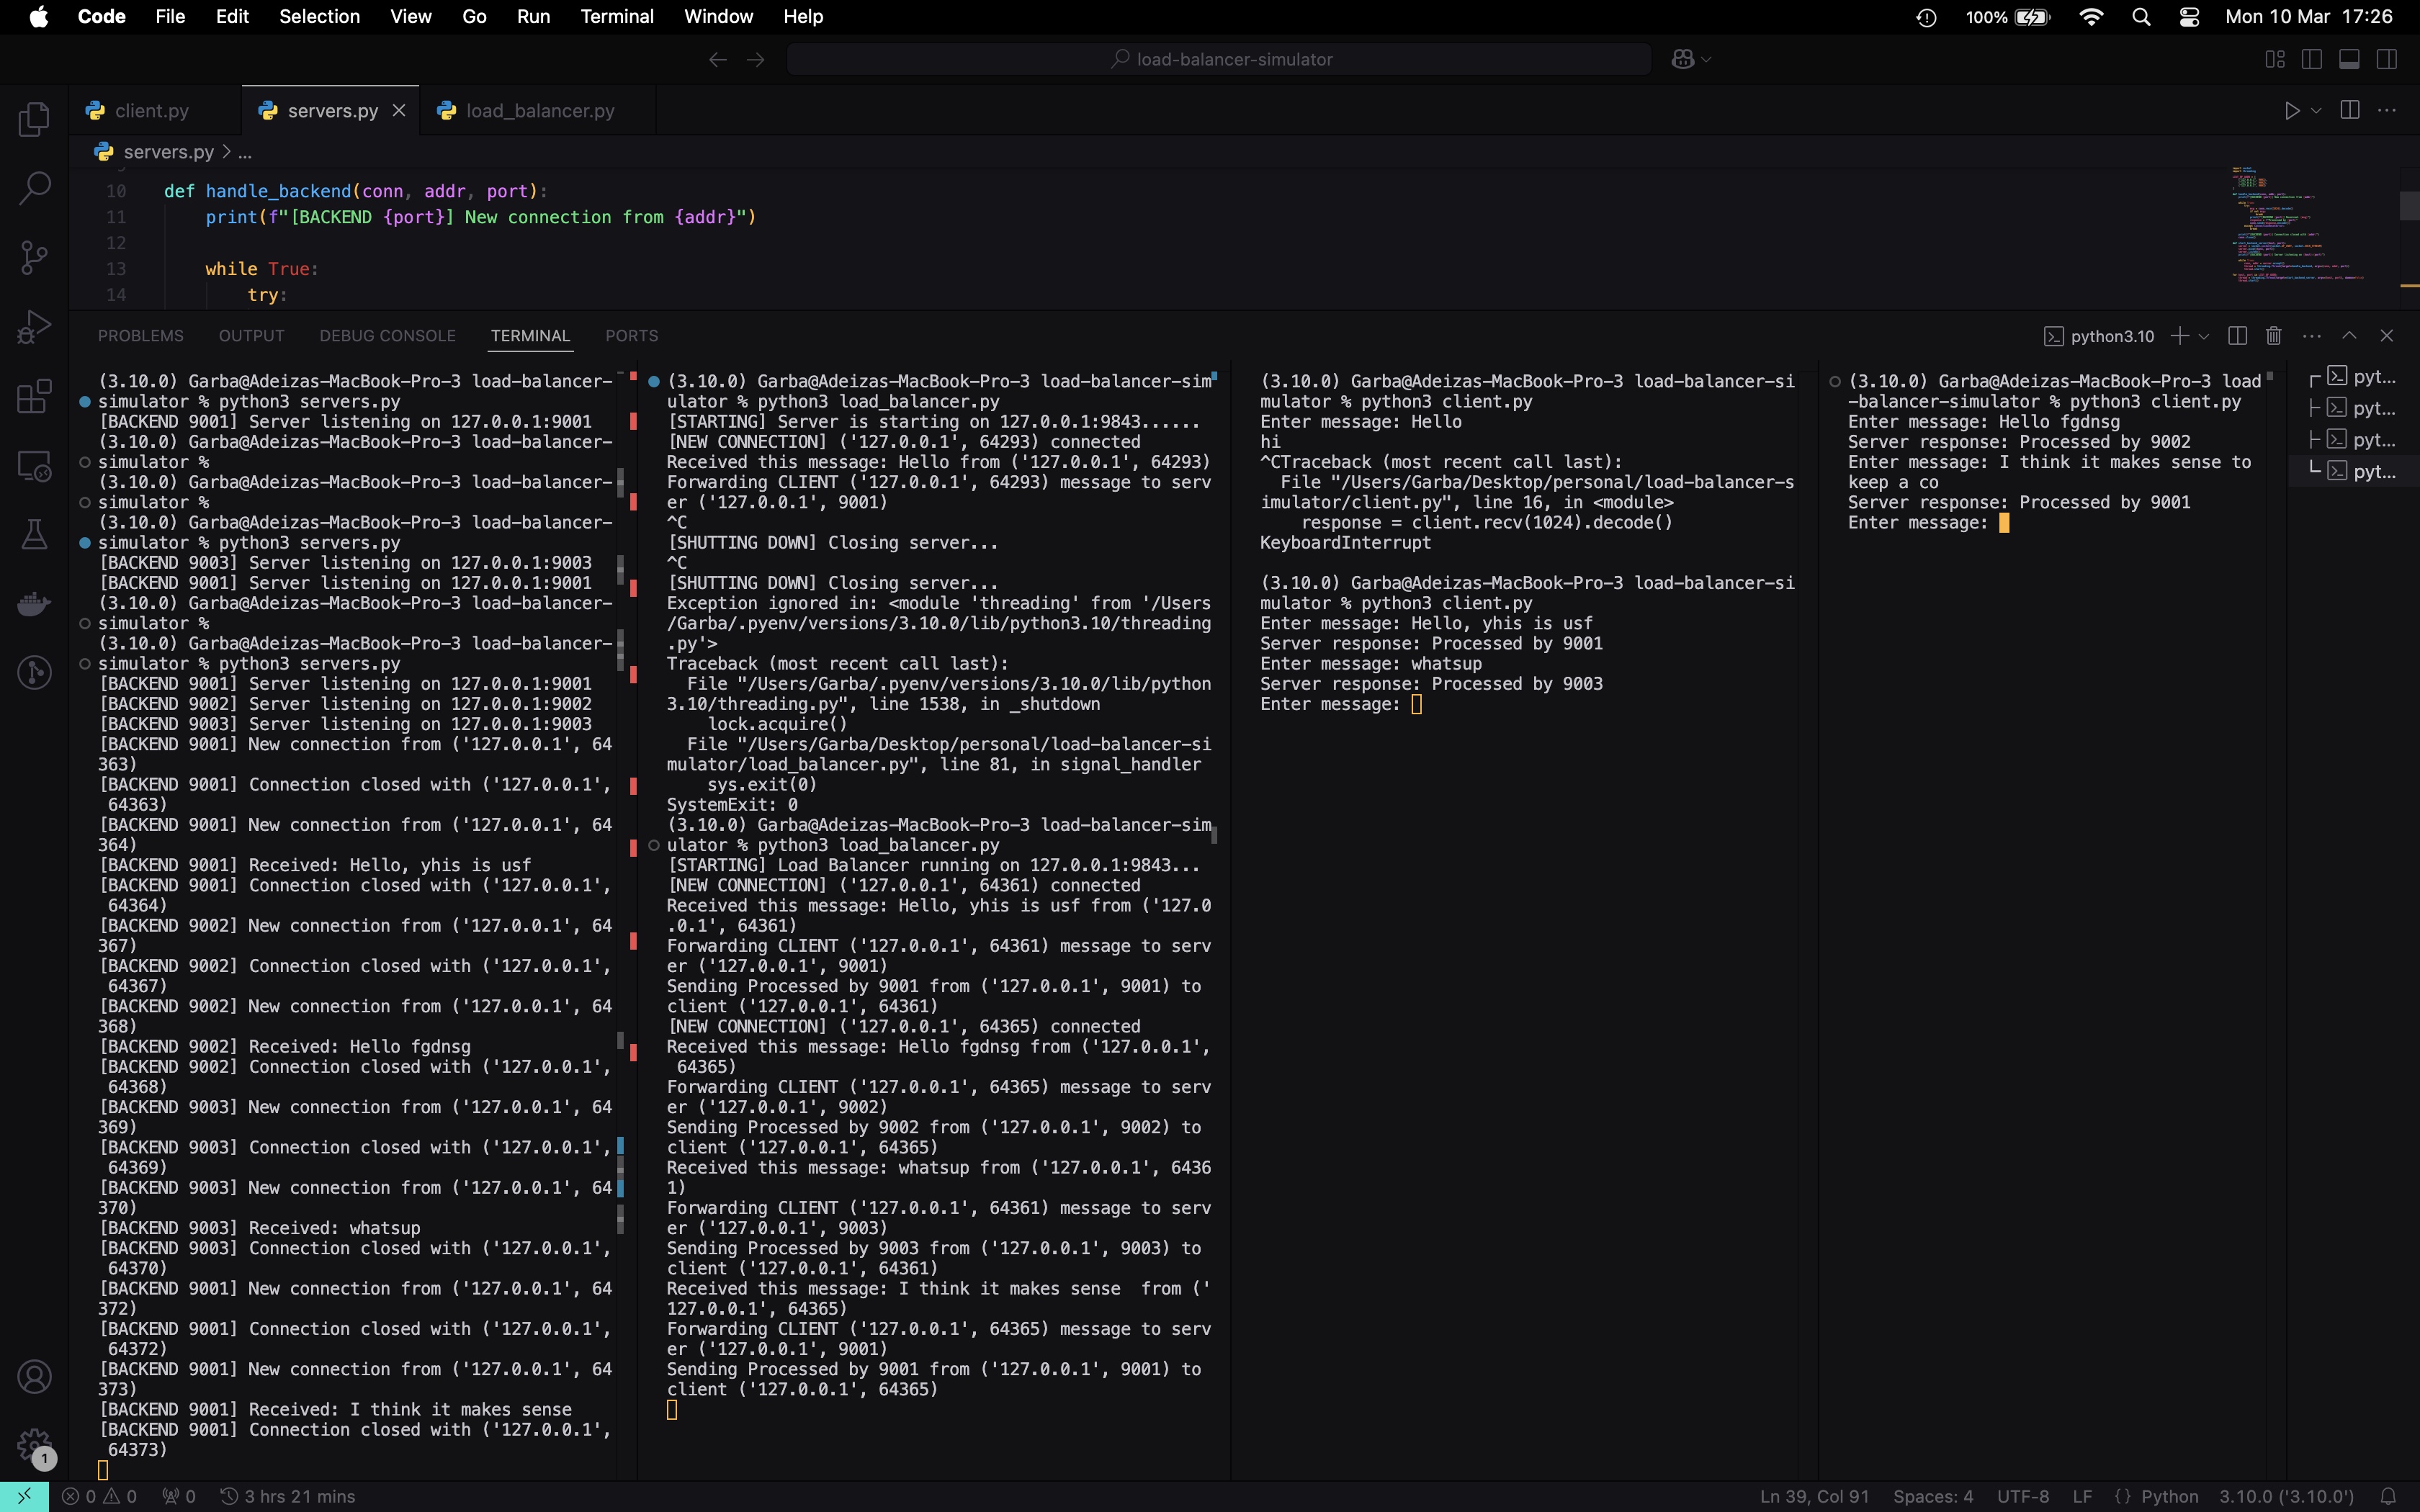 Code File Edit Selection View Go Run Terminal Window Help 100% Mon 10 Mar 17:26
load-balancer-simulator
client.py servers.py load_balancer.py
servers.py > ...
10 def handle_backend(conn, addr, port):
11 print(f"[BACKEND {port}] New connection from {addr}")
12
13 while True:
14 try:
PROBLEMS OUTPUT DEBUG CONSOLE TERMINAL PORTS python3.10
(3.10.0) Garba@Adeizas-MacBook-Pro-3 load-balancer-
simulator % python3 servers.py
[BACKEND 9001] Server listening on 127.0.0.1:9001
(3.10.0) Garba@Adeizas-MacBook-Pro-3 load-balancer-
simulator %
(3.10.0) Garba@Adeizas-MacBook-Pro-3 load-balancer-
simulator %
(3.10.0) Garba@Adeizas-MacBook-Pro-3 load-balancer-
simulator % python3 servers.py
[BACKEND 9003] Server listening on 127.0.0.1:9003
[BACKEND 9001] Server listening on 127.0.0.1:9001
(3.10.0) Garba@Adeizas-MacBook-Pro-3 load-balancer-
simulator %
(3.10.0) Garba@Adeizas-MacBook-Pro-3 load-balancer-
simulator % python3 servers.py
[BACKEND 9001] Server listening on 127.0.0.1:9001
[BACKEND 9002] Server listening on 127.0.0.1:9002
[BACKEND 9003] Server listening on 127.0.0.1:9003
[BACKEND 9001] New connection from ('127.0.0.1', 64
363)
[BACKEND 9001] Connection closed with ('127.0.0.1',
64363)
[BACKEND 9001] New connection from ('127.0.0.1', 64
364)
[BACKEND 9001] Received: Hello, yhis is usf
[BACKEND 9001] Connection closed with ('127.0.0.1',
64364)
[BACKEND 9002] New connection from ('127.0.0.1', 64
367)
[BACKEND 9002] Connection closed with ('127.0.0.1',
64367)
[BACKEND 9002] New connection from ('127.0.0.1', 64
368)
[BACKEND 9002] Received: Hello fgdnsg
[BACKEND 9002] Connection closed with ('127.0.0.1',
64368)
[BACKEND 9003] New connection from ('127.0.0.1', 64
369)
[BACKEND 9003] Connection closed with ('127.0.0.1',
64369)
[BACKEND 9003] New connection from ('127.0.0.1', 64
370)
[BACKEND 9003] Received: whatsup
[BACKEND 9003] Connection closed with ('127.0.0.1',
64370)
[BACKEND 9001] New connection from ('127.0.0.1', 64
372)
[BACKEND 9001] Connection closed with ('127.0.0.1',
64372)
[BACKEND 9001] New connection from ('127.0.0.1', 64
373)
[BACKEND 9001] Received: I think it makes sense
[BACKEND 9001] Connection closed with ('127.0.0.1',
64373)
(3.10.0) Garba@Adeizas-MacBook-Pro-3 load-balancer-sim
ulator % python3 load_balancer.py
[STARTING] Server is starting on 127.0.0.1:9843......
[NEW CONNECTION] ('127.0.0.1', 64293) connected
Received this message: Hello from ('127.0.0.1', 64293)
Forwarding CLIENT ('127.0.0.1', 64293) message to serv
er ('127.0.0.1', 9001)
^C
[SHUTTING DOWN] Closing server...
^C
[SHUTTING DOWN] Closing server...
Exception ignored in: <module 'threading' from '/Users
/Garba/.pyenv/versions/3.10.0/lib/python3.10/threading
.py'>
Traceback (most recent call last):
File "/Users/Garba/.pyenv/versions/3.10.0/lib/python
3.10/threading.py", line 1538, in _shutdown
lock.acquire()
File "/Users/Garba/Desktop/personal/load-balancer-si
mulator/load_balancer.py", line 81, in signal_handler
sys.exit(0)
SystemExit: 0
(3.10.0) Garba@Adeizas-MacBook-Pro-3 load-balancer-sim
ulator % python3 load_balancer.py
[STARTING] Load Balancer running on 127.0.0.1:9843...
[NEW CONNECTION] ('127.0.0.1', 64361) connected
Received this message: Hello, yhis is usf from ('127.0
.0.1', 64361)
Forwarding CLIENT ('127.0.0.1', 64361) message to serv
er ('127.0.0.1', 9001)
Sending Processed by 9001 from ('127.0.0.1', 9001) to
client ('127.0.0.1', 64361)
[NEW CONNECTION] ('127.0.0.1', 64365) connected
Received this message: Hello fgdnsg from ('127.0.0.1',
64365)
Forwarding CLIENT ('127.0.0.1', 64365) message to serv
er ('127.0.0.1', 9002)
Sending Processed by 9002 from ('127.0.0.1', 9002) to
client ('127.0.0.1', 64365)
Received this message: whatsup from ('127.0.0.1', 6436
1)
Forwarding CLIENT ('127.0.0.1', 64361) message to serv
er ('127.0.0.1', 9003)
Sending Processed by 9003 from ('127.0.0.1', 9003) to
client ('127.0.0.1', 64361)
Received this message: I think it makes sense  from ('
127.0.0.1', 64365)
Forwarding CLIENT ('127.0.0.1', 64365) message to serv
er ('127.0.0.1', 9001)
Sending Processed by 9001 from ('127.0.0.1', 9001) to
client ('127.0.0.1', 64365)
(3.10.0) Garba@Adeizas-MacBook-Pro-3 load-balancer-si
mulator % python3 client.py
Enter message: Hello
hi
^CTraceback (most recent call last):
File "/Users/Garba/Desktop/personal/load-balancer-s
imulator/client.py", line 16, in <module>
response = client.recv(1024).decode()
KeyboardInterrupt
(3.10.0) Garba@Adeizas-MacBook-Pro-3 load-balancer-si
mulator % python3 client.py
Enter message: Hello, yhis is usf
Server response: Processed by 9001
Enter message: whatsup
Server response: Processed by 9003
Enter message:
(3.10.0) Garba@Adeizas-MacBook-Pro-3 load
-balancer-simulator % python3 client.py
Enter message: Hello fgdnsg
Server response: Processed by 9002
Enter message: I think it makes sense to
keep a co
Server response: Processed by 9001
Enter message:
pyt...
pyt...
pyt...
pyt...
1
0 0 0 3 hrs 21 mins Ln 39, Col 91 Spaces: 4 UTF-8 LF {} Python 3.10.0 ('3.10.0')